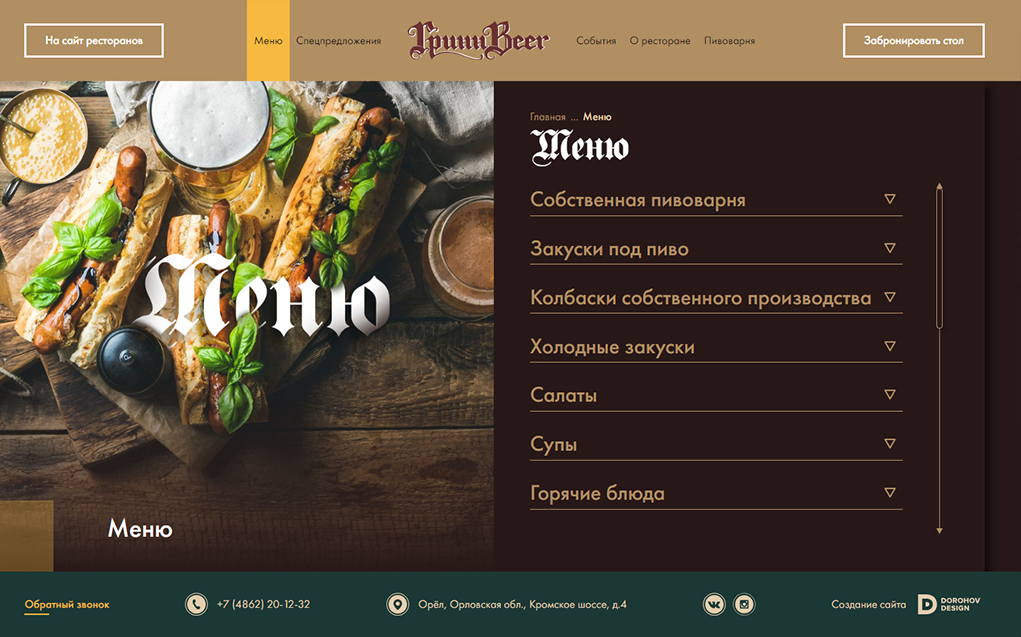 На сайт ресторанов
Меню
Спецпредложения
ГринBeer
События
О ресторане
Пивоварня
Забронировать стол
Меню
Меню
Главная ... Меню
Меню
Собственная пивоварня
Закуски под пиво
Колбаски собственного производства
Холодные закуски
Салаты
Супы
Горячие блюда
Обратный звонок
+7 (4862) 20-12-32
Орёл, Орловская обл., Кромское шоссе, д.4
Создание сайта
DOROHOV
DESIGN